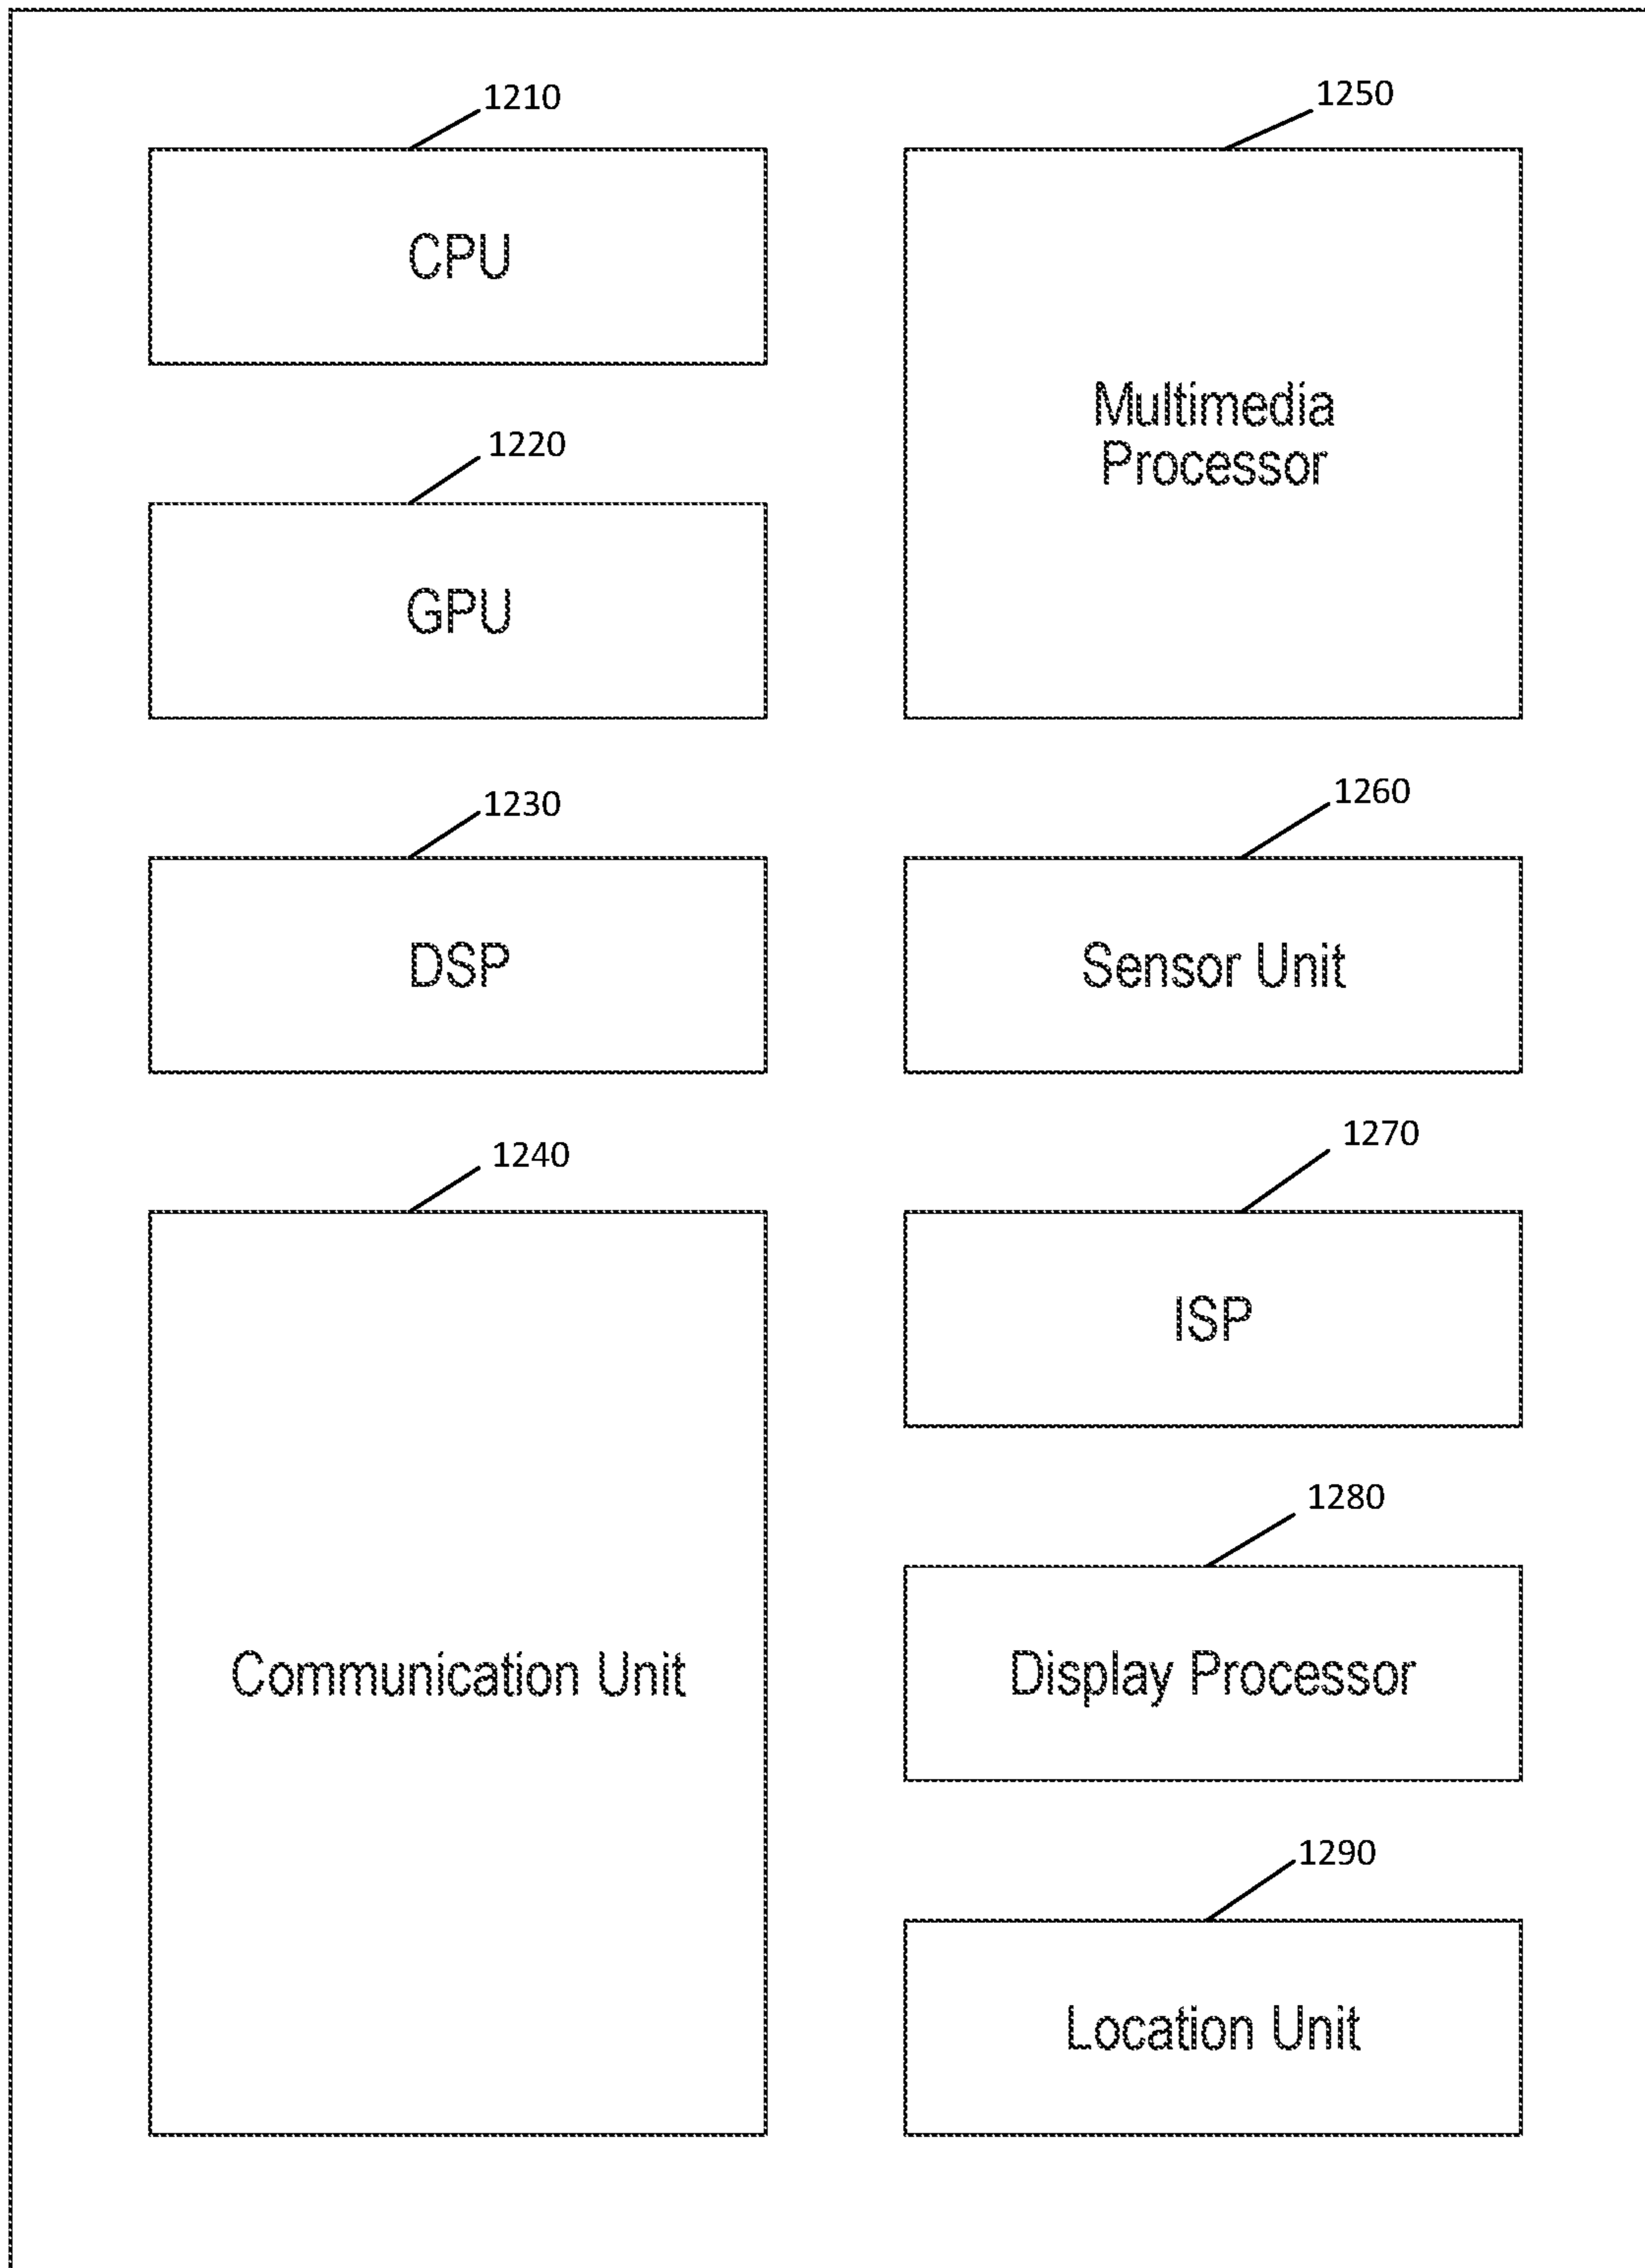 1210
CPU
1220
GPU
1230
DSP
1240
Communication Unit
1250
Multimedia
Processor
1260
Sensor Unit
1270
ISP
1280
Display Processor
1290
Location Unit